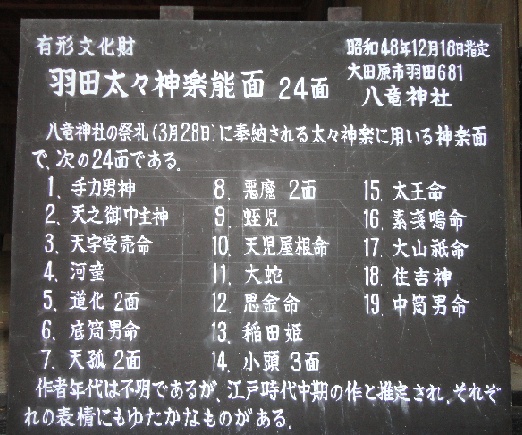 有形文化財
昭和48年12月18日指定
羽田太々神楽能面 24面
大田原市羽田681
八竜神社
八竜神社の祭礼(3月28日)に奉納される太々神楽に用いる神楽面
で、次の24面である。
1. 手力男神
2. 天之御中主神
3. 天宇受売命
4. 河童
5. 道化 2面
6. 底筒男命
7. 天狐 2面
8. 悪魔 2面
9. 蛭児
10. 天児屋根命
11. 大蛇
12. 思金命
13. 稲田姫
14. 小頭 3面
15. 太王命
16. 素戔鳴命
17. 大山祇命
18. 住吉神
19. 中筒男命
作者年代は不明であるが、江戸時代中期の作と推定され、それぞ
れの表情にもゆたかなものがある。